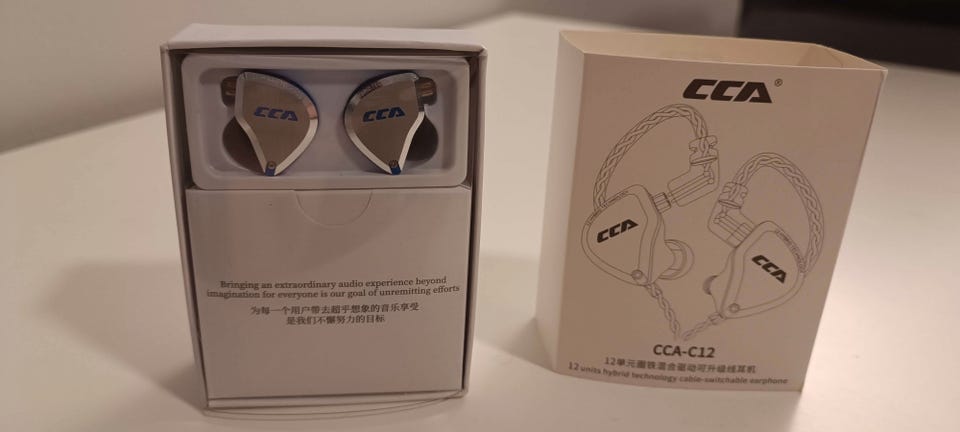 CCA
CCA
Bringing an extraordinary audio experience beyond
imagination for everyone is our goal of unremitting efforts
为每一个用户带去超乎想象的音乐享受
是我们不懈努力的目标
CCA®
CCA
CCA
CCA-C12
12单元圈铁混合驱动可升级线耳机
12 units hybrid technology cable-switchable earphone